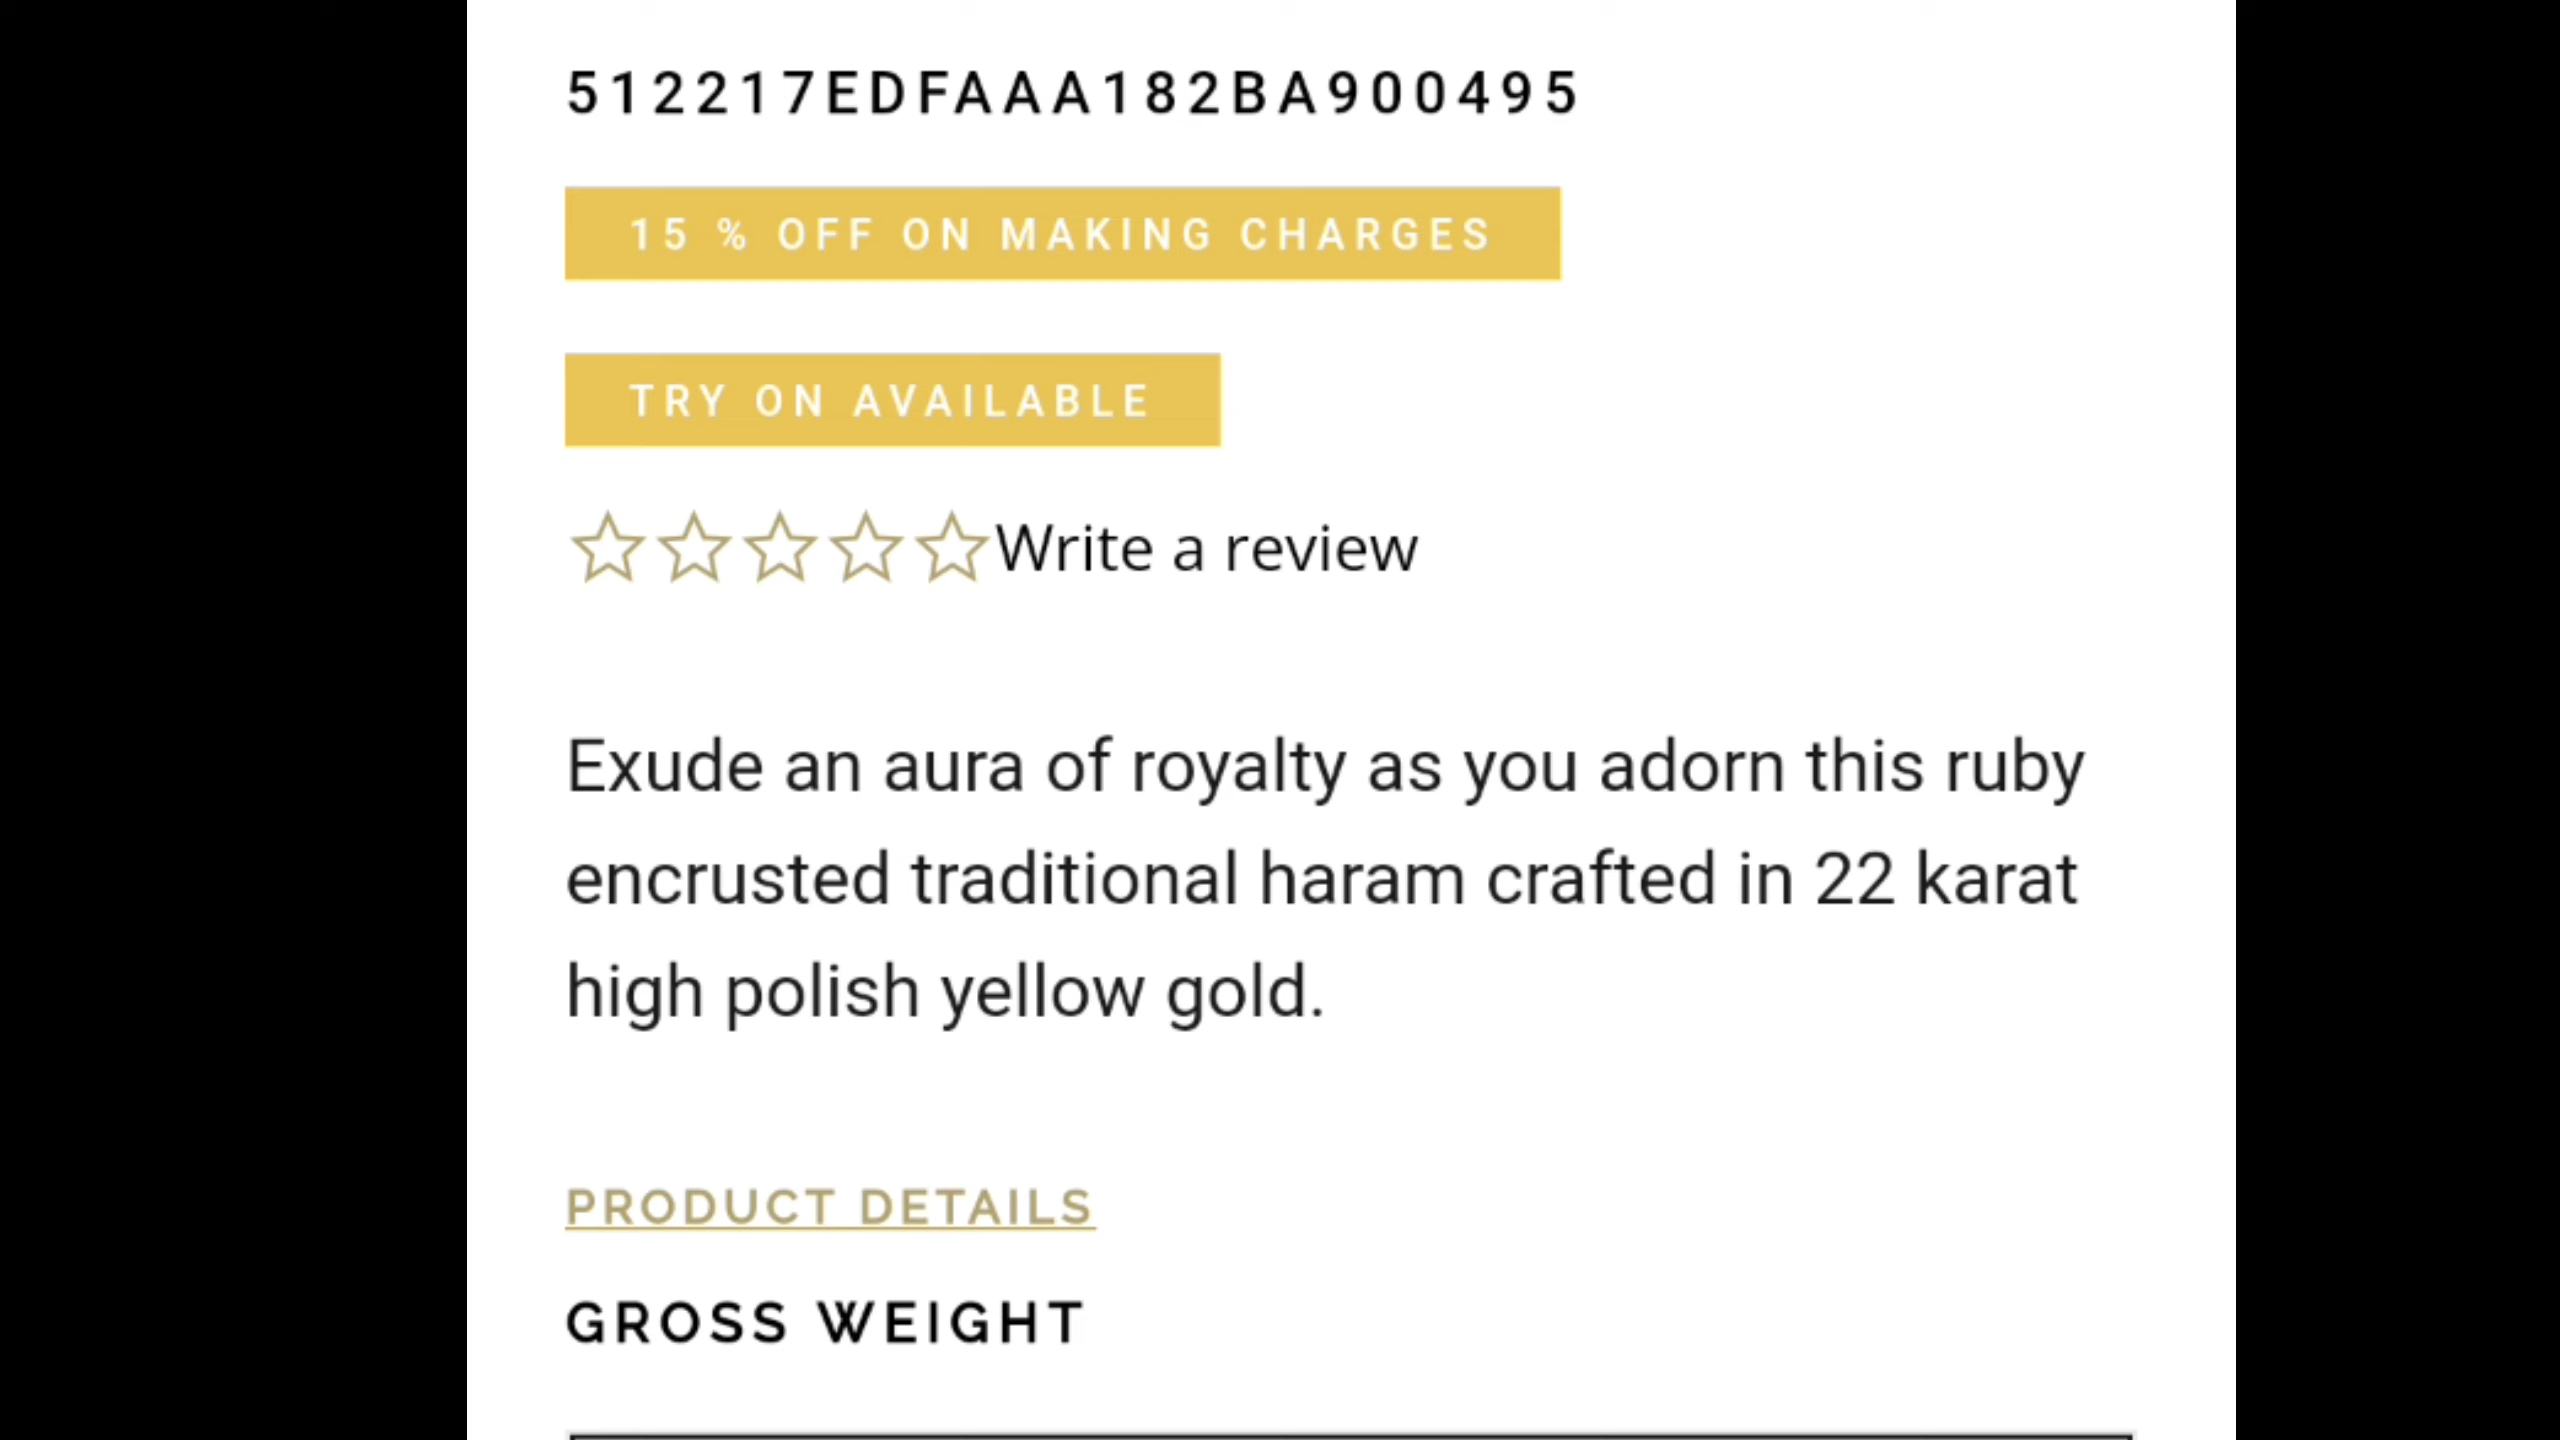 512217EDFAAA182BA900495
15 % OFF ON MAKING CHARGES
TRY ON AVAILABLE
Write a review
Exude an aura of royalty as you adorn this ruby
encrusted traditional haram crafted in 22 karat
high polish yellow gold.
PRODUCT DETAILS
GROSS WEIGHT